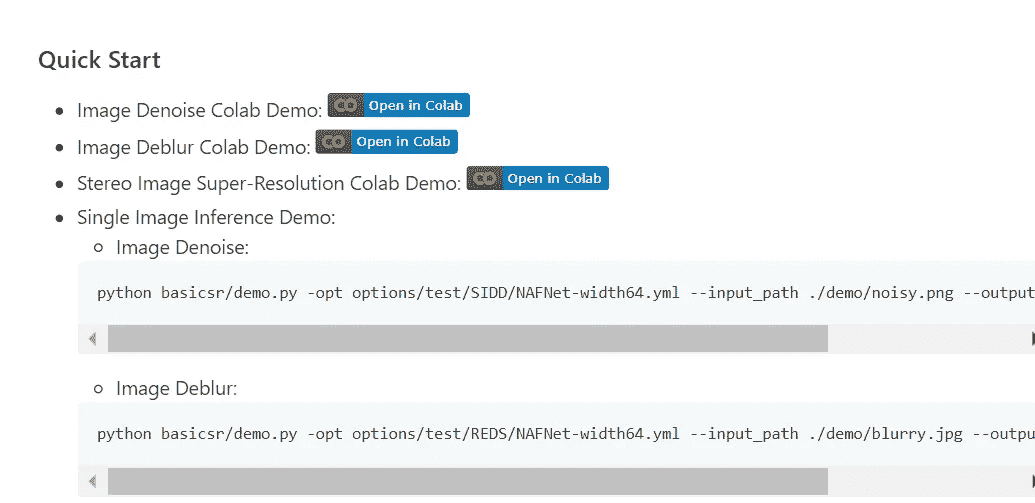 Quick Start
Image Denoise Colab Demo: Open in Colab
Image Deblur Colab Demo: Open in Colab
Stereo Image Super-Resolution Colab Demo: Open in Colab
Single Image Inference Demo:
Image Denoise:
python basicsr/demo.py -opt options/test/SIDD/NAFNet-width64.yml --input_path ./demo/noisy.png --output
Image Deblur:
python basicsr/demo.py -opt options/test/REDS/NAFNet-width64.yml --input_path ./demo/blurry.jpg --outpu